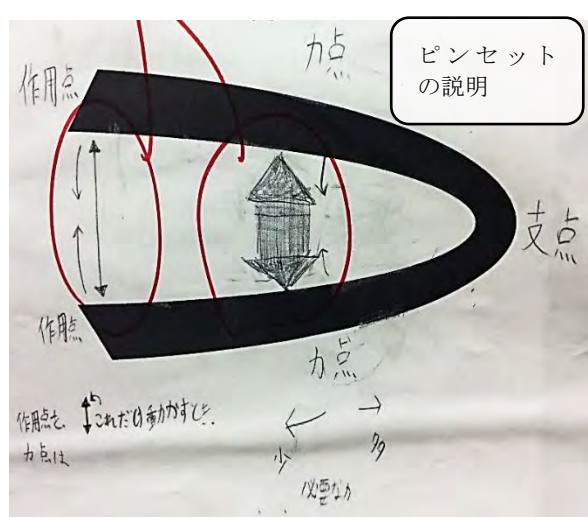 ピンセット
の説明
力点
作用点
支点
作用点
力点
作用点を これだけ動かすとき
力点は
少 多
必要な力